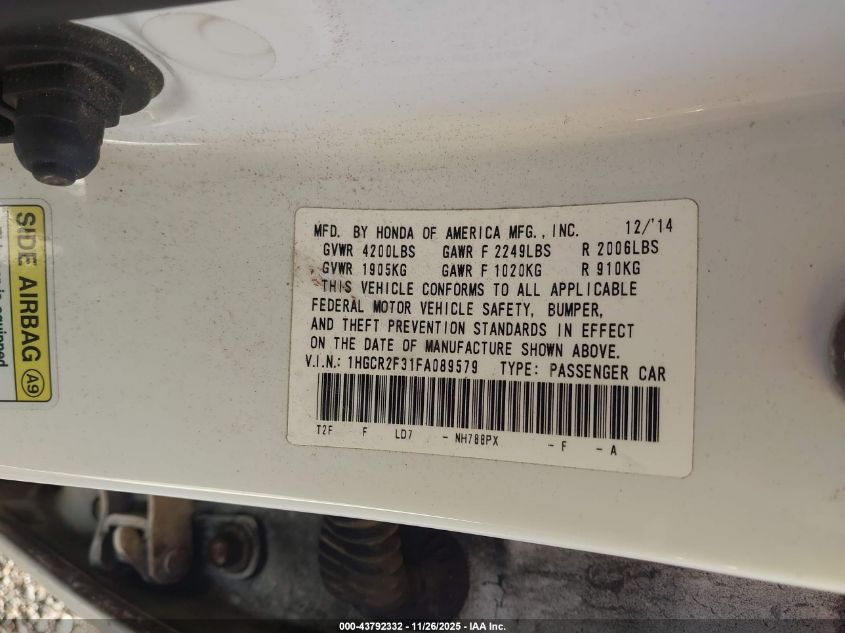 MFD. BY HONDA OF AMERICA MFG., INC. 12/'14
GVWR 4200LBS GAWR F 2249LBS R 2006LBS
GVWR 1905KG GAWR F 1020KG R 910KG
THIS VEHICLE CONFORMS TO ALL APPLICABLE
FEDERAL MOTOR VEHICLE SAFETY, BUMPER,
AND THEFT PREVENTION STANDARDS IN EFFECT
ON THE DATE OF MANUFACTURE SHOWN ABOVE.
V.I.N.: 1HGCR2F31FA089579 TYPE: PASSENGER CAR
T2F F LD7 - NH788PX - F - A
SIDE AIRBAG A9
is equipped
000-43792332 | 11/26/2025 | IAA Inc.